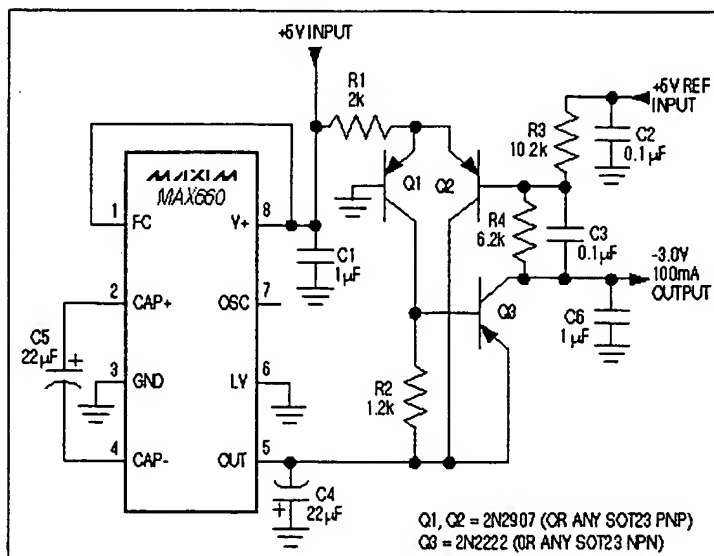 +5V INPUT
R1
2k
+5V REF
INPUT
R3
10.2k
C2
0.1µF
MAXIM
MAX660
1
FC
V+
8
Q1
Q2
C1
1µF
R4
6.2k
C3
0.1µF
-3.0V
100mA
OUTPUT
2
CAP+
OSC
7
Q3
C6
1µF
C5
22µF
+
3
GND
LV
6
R2
1.2k
4
CAP-
OUT
5
C4
22µF
+
Q1, Q2 = 2N2907 (OR ANY SOT23 PNP)
Q3 = 2N2222 (OR ANY SOT23 NPN)